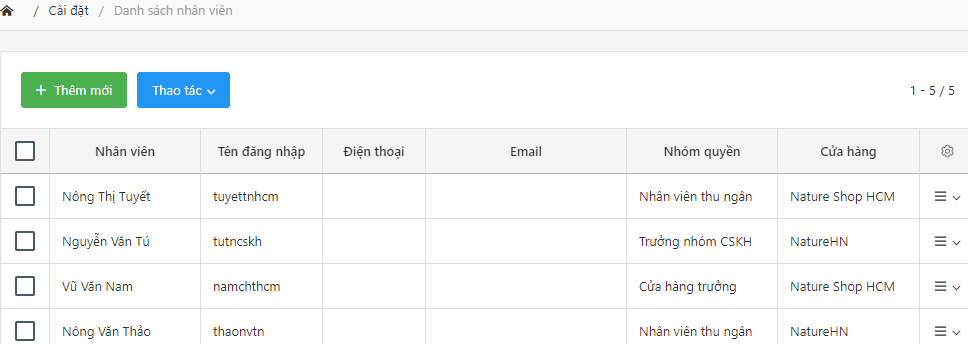 / Cài đặt / Danh sách nhân viên
+ Thêm mới Thao tác 1 - 5 / 5
Nhân viên Tên đăng nhập Điện thoại Email Nhóm quyền Cửa hàng
Nông Thị Tuyết tuyettnhcm Nhân viên thu ngân Nature Shop HCM
Nguyễn Văn Tú tutncskh Trưởng nhóm CSKH NatureHN
Vũ Văn Nam namchthcm Cửa hàng trưởng Nature Shop HCM
Nông Văn Thảo thaonvtn Nhân viên thu ngân NatureHN